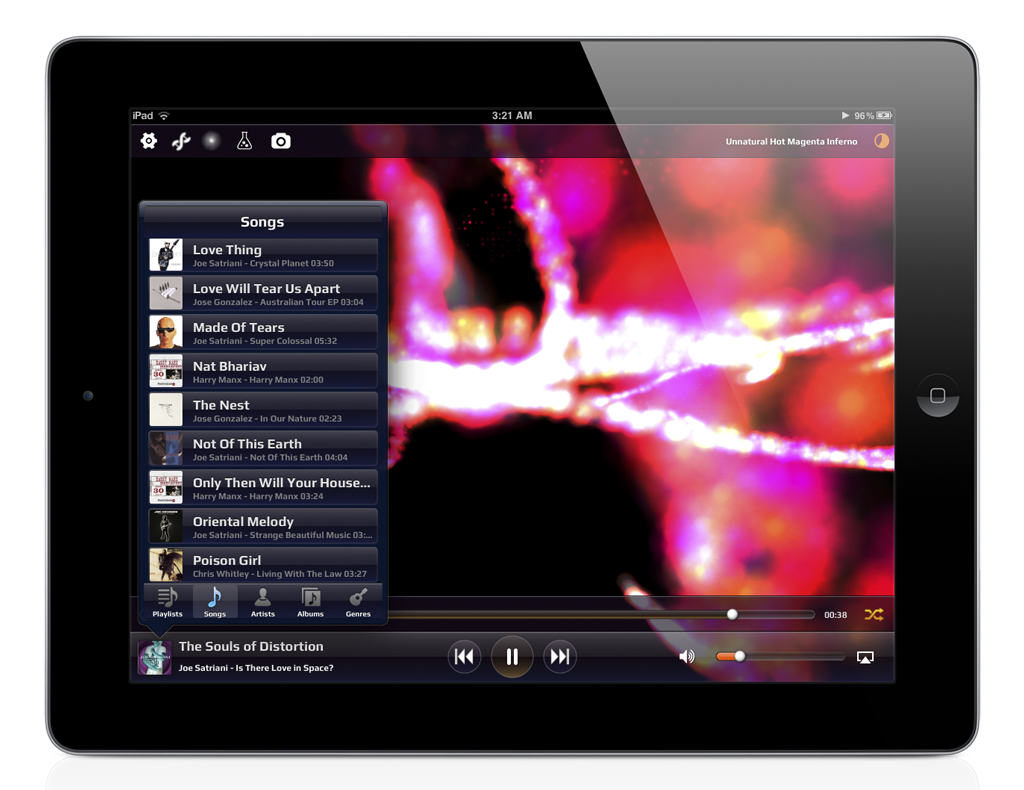 iPad
3:21 AM
96%
Unnatural Hot Magenta Inferno
Songs
Love Thing
Joe Satriani - Crystal Planet 03:50
Love Will Tear Us Apart
Jose Gonzalez - Australian Tour EP 03:04
Made Of Tears
Joe Satriani - Super Colossal 05:32
Nat Bhariav
Harry Manx - Harry Manx 02:00
The Nest
Jose Gonzalez - In Our Nature 02:23
Not Of This Earth
Joe Satriani - Not Of This Earth 04:04
Only Then Will Your House...
Harry Manx - Harry Manx 03:24
Oriental Melody
Joe Satriani - Strange Beautiful Music 03:...
Poison Girl
Chris Whitley - Living With The Law 03:27
Playlists
Songs
Artists
Albums
Genres
00:38
The Souls of Distortion
Joe Satriani - Is There Love in Space?